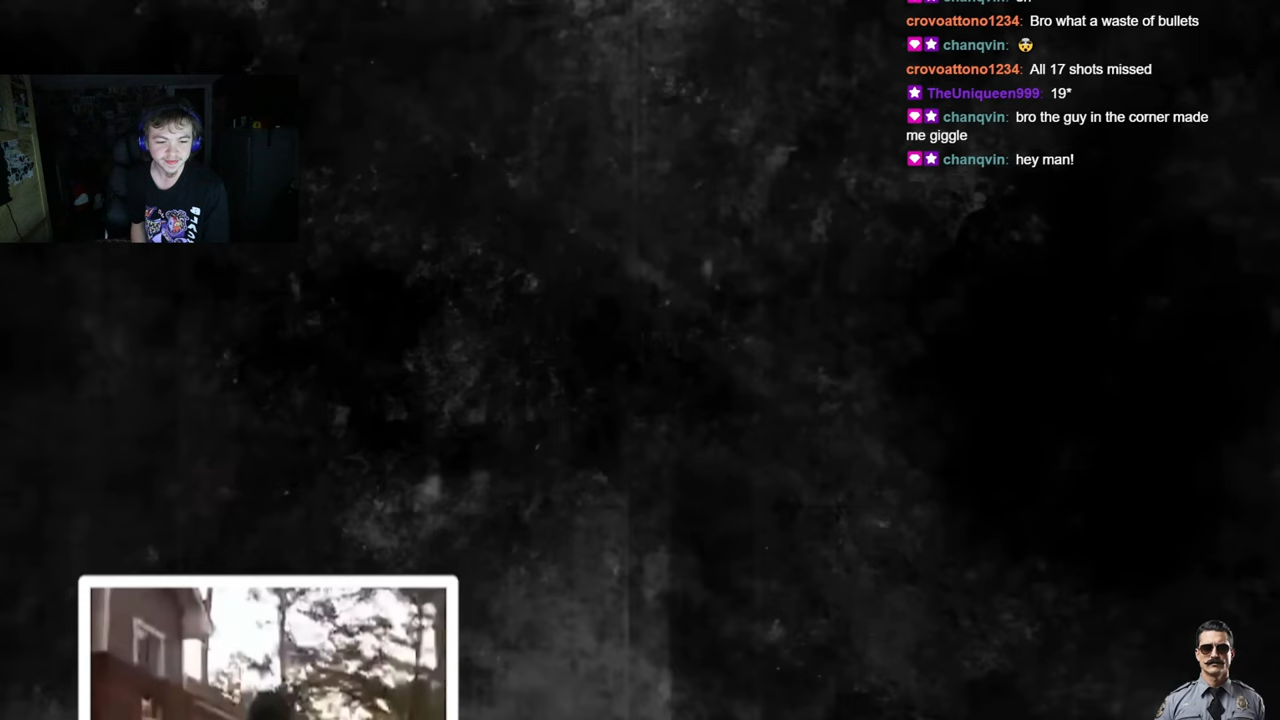 crovoattono1234: Bro what a waste of bullets
chanqvin: 🤯
crovoattono1234: All 17 shots missed
TheUniqueen999: 19*
chanqvin: bro the guy in the corner made
me giggle
chanqvin: hey man!